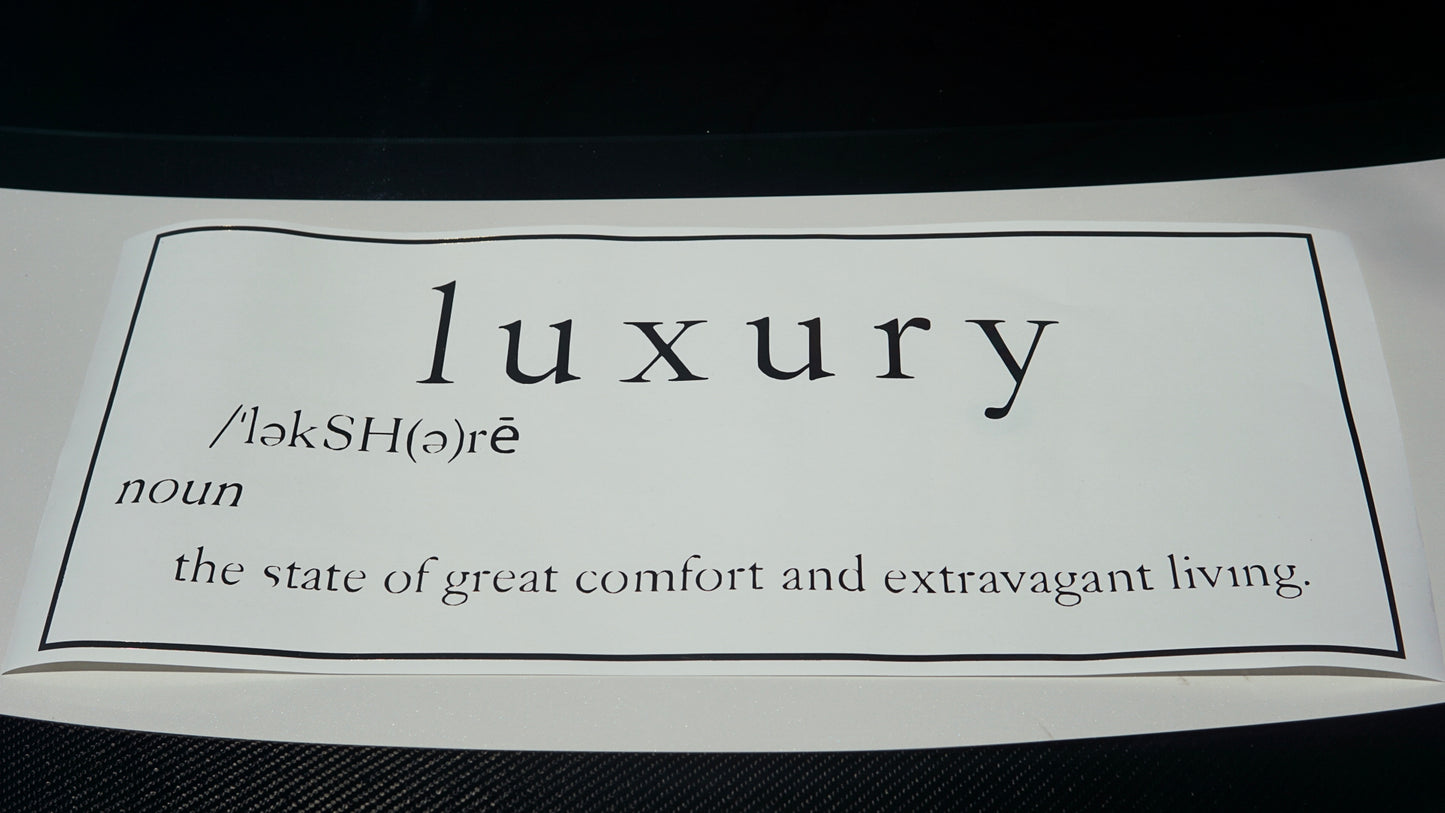 luxury
/ˈləkSH(ə)rē
noun
the state of great comfort and extravagant living.